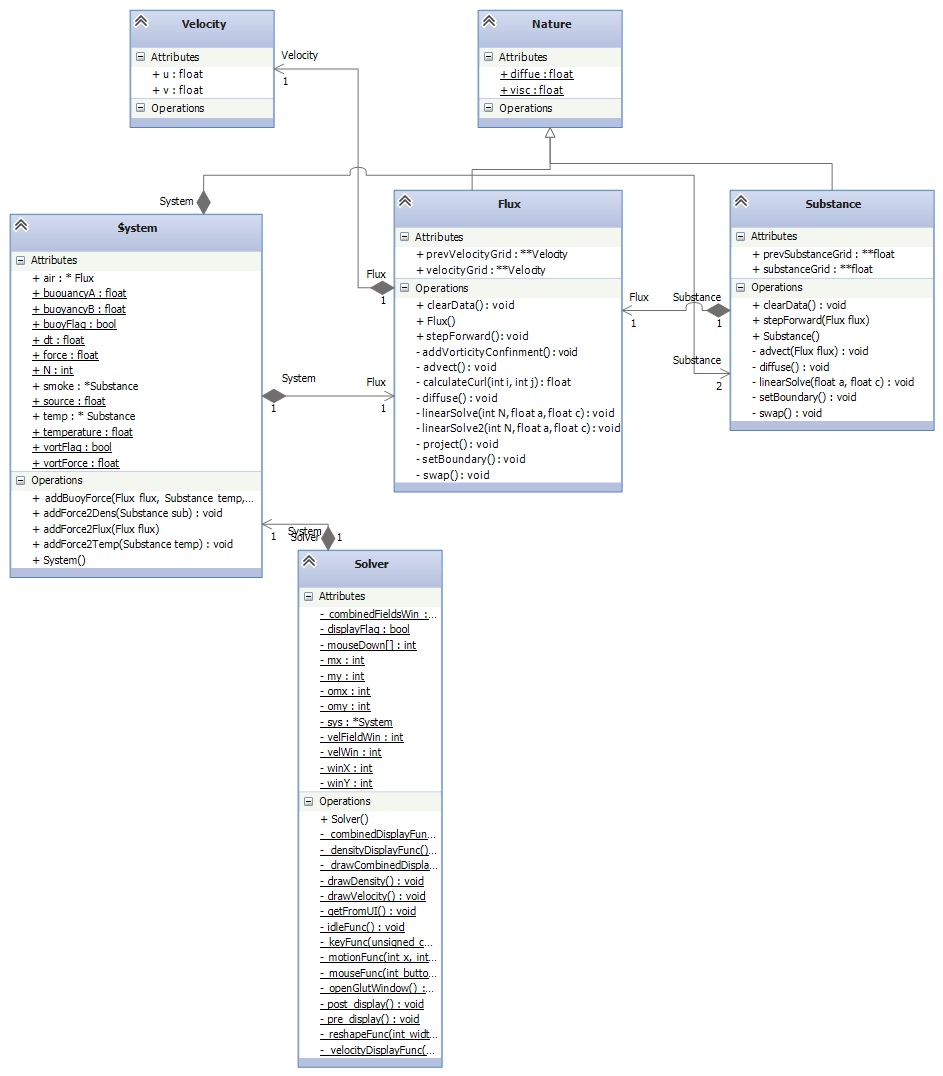 Velocity
Attributes
+ u : float
+ v : float
Operations
Nature
Attributes
+ diffue : float
+ visc : float
Operations
Velocity
1
System
System
Attributes
+ air : * Flux
+ buouancyA : float
+ buoyancyB : float
+ buoyFlag : bool
+ dt : float
+ force : float
+ N : int
+ smoke : *Substance
+ source : float
+ temp : * Substance
+ temperature : float
+ vortFlag : bool
+ vortForce : float
Operations
+ addBuoyForce(Flux flux, Substance temp,...
+ addForce2Dens(Substance sub) : void
+ addForce2Flux(Flux flux)
+ addForce2Temp(Substance temp) : void
+ System()
Flux
1
System
1
Flux
1
Flux
Attributes
+ prevVelocityGrid : **Velocity
+ velocityGrid : **Velocity
Operations
+ clearData() : void
+ Flux()
+ stepForward() : void
- addVorticityConfinment() : void
- advect() : void
- calculateCurl(int i, int j) : float
- diffuse() : void
- linearSolve(int N, float a, float c) : void
- linearSolve2(int N, float a, float c) : void
- project() : void
- setBoundary() : void
- swap() : void
Flux
1
Substance
1
Substance
2
Substance
Attributes
+ prevSubstanceGrid : **float
+ substanceGrid : **float
Operations
+ clearData() : void
+ stepForward(Flux flux)
+ Substance()
- advect(Flux flux) : void
- diffuse() : void
- linearSolve(float a, float c) : void
- setBoundary() : void
- swap() : void
System
1
Solver
1
Solver
Attributes
- combinedFieldsWin :...
- displayFlag : bool
- mouseDown[] : int
- mx : int
- my : int
- omx : int
- omy : int
- sys : *System
- velFieldWin : int
- velWin : int
- winX : int
- winY : int
Operations
+ Solver()
- combinedDisplayFun...
- densityDisplayFunc()...
- drawCombinedDispla...
- drawDensity() : void
- drawVelocity() : void
- getFromUI() : void
- idleFunc() : void
- keyFunc(unsigned c...
- motionFunc(int x, int...
- mouseFunc(int butto...
- openGlutWindow() :...
- post_display() : void
- pre_display() : void
- reshapeFunc(int widt...
- velocityDisplayFunc(...